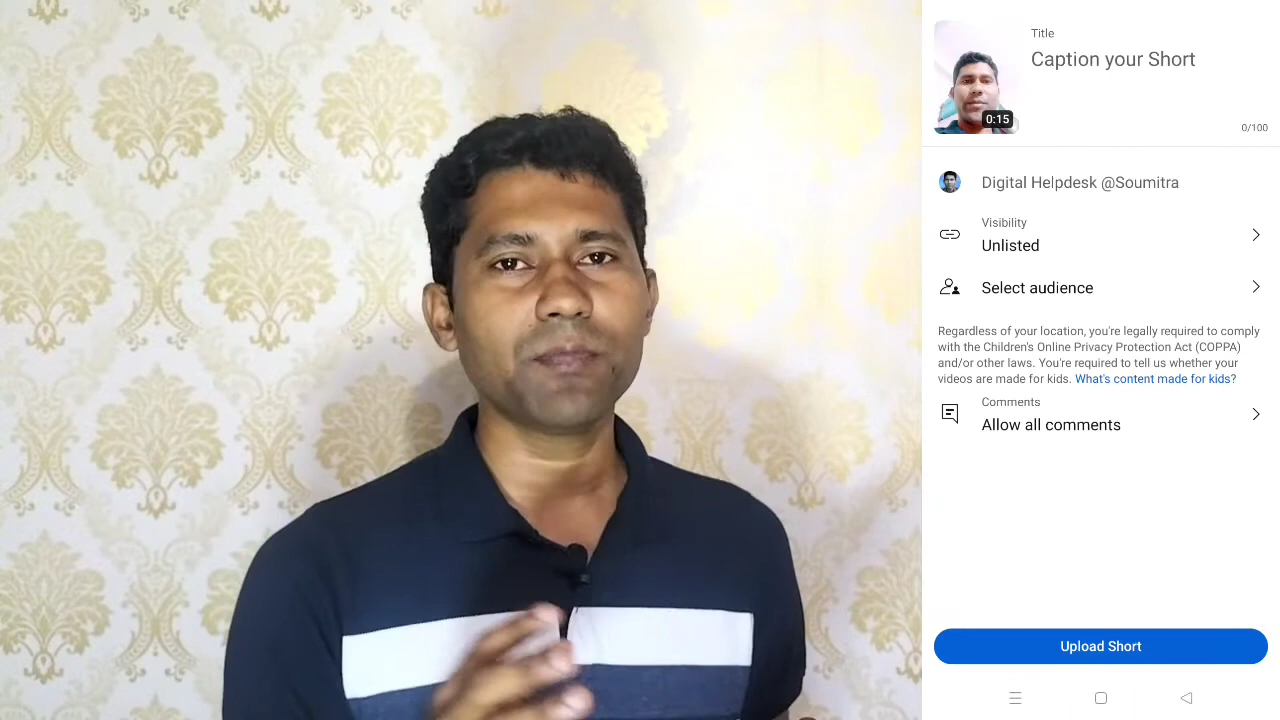 Title
Caption your Short
0:15
0/100
Digital Helpdesk @Soumitra
Visibility
Unlisted
Select audience
Regardless of your location, you're legally required to comply
with the Children's Online Privacy Protection Act (COPPA)
and/or other laws. You're required to tell us whether your
videos are made for kids. What's content made for kids?
Comments
Allow all comments
Upload Short